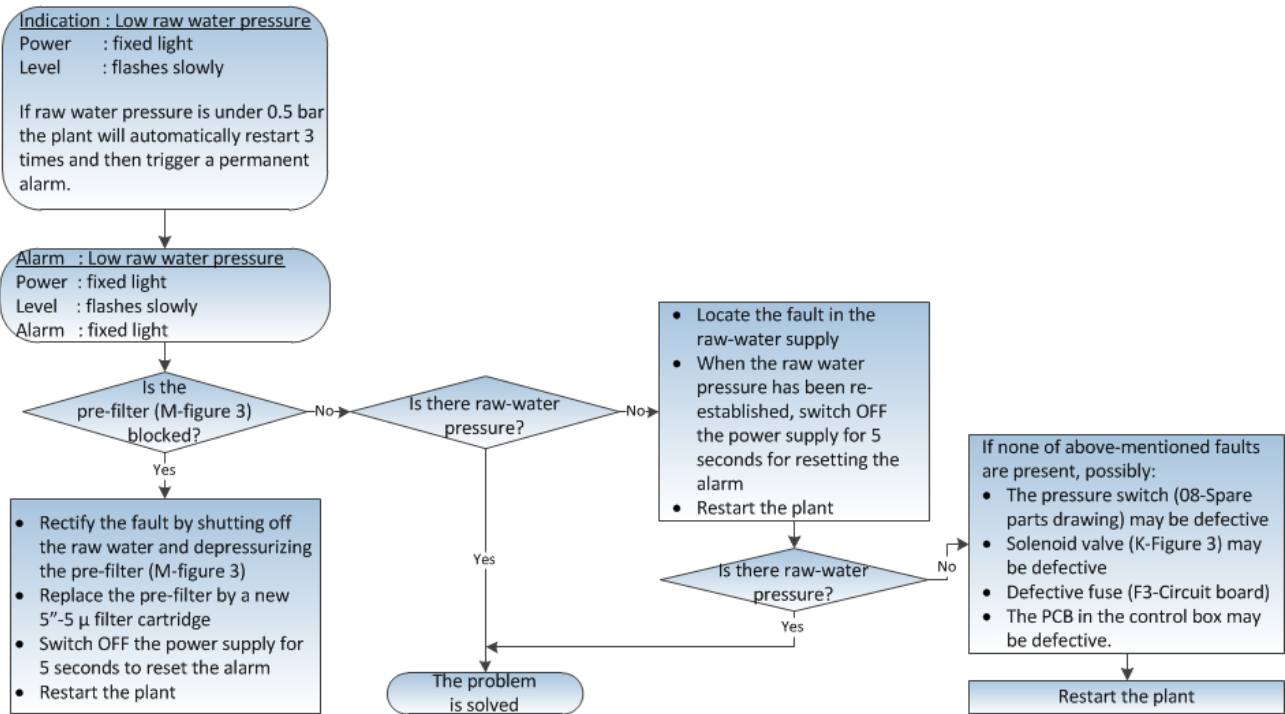 Indication : Low raw water pressure
Power : fixed light
Level : flashes slowly
If raw water pressure is under 0.5 bar
the plant will automatically restart 3
times and then trigger a permanent
alarm.
Alarm : Low raw water pressure
Power : fixed light
Level : flashes slowly
Alarm : fixed light
Is the
pre-filter (M-figure 3)
blocked?
No
Yes
• Rectify the fault by shutting off
the raw water and depressurizing
the pre-filter (M-figure 3)
• Replace the pre-filter by a new
5”-5 µ filter cartridge
• Switch OFF the power supply for
5 seconds to reset the alarm
• Restart the plant
Is there raw-water
pressure?
No
Yes
• Locate the fault in the
raw-water supply
• When the raw water
pressure has been re-
established, switch OFF
the power supply for 5
seconds for resetting the
alarm
• Restart the plant
Is there raw-water
pressure?
No
Yes
The problem
is solved
If none of above-mentioned faults
are present, possibly:
• The pressure switch (08-Spare
parts drawing) may be defective
• Solenoid valve (K-Figure 3) may
be defective
• Defective fuse (F3-Circuit board)
• The PCB in the control box may
be defective.
Restart the plant